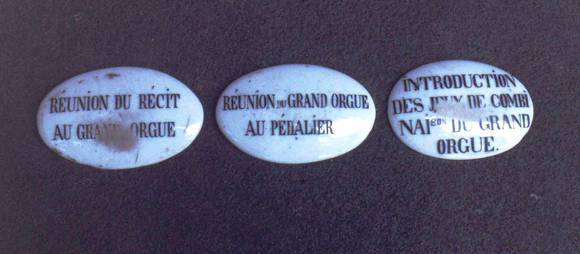 REUNION DU RECIT
AU GRAND ORGUE
REUNION DU GRAND ORGUE
AU PEDALIER
INTRODUCTION
DES JEUX DE COMBI
NAI^SON DU GRAND
ORGUE.